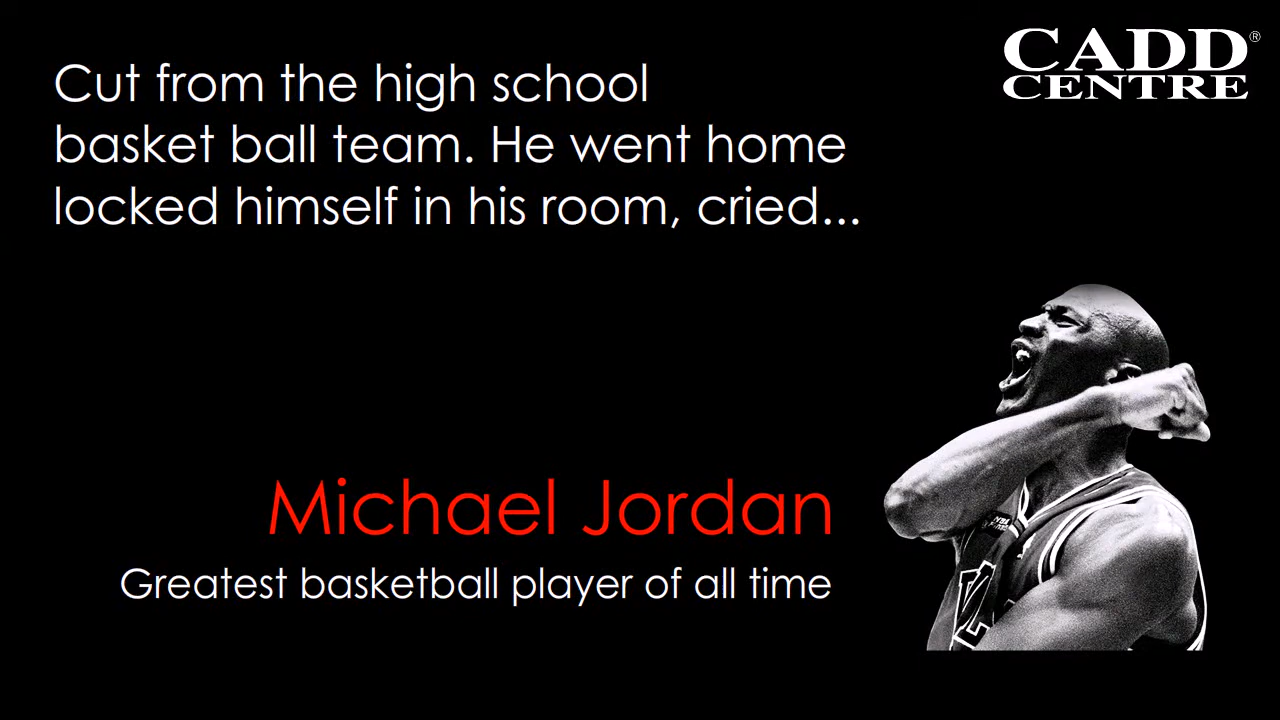 CADD®
CENTRE
Cut from the high school
basket ball team. He went home
locked himself in his room, cried...
Michael Jordan
Greatest basketball player of all time